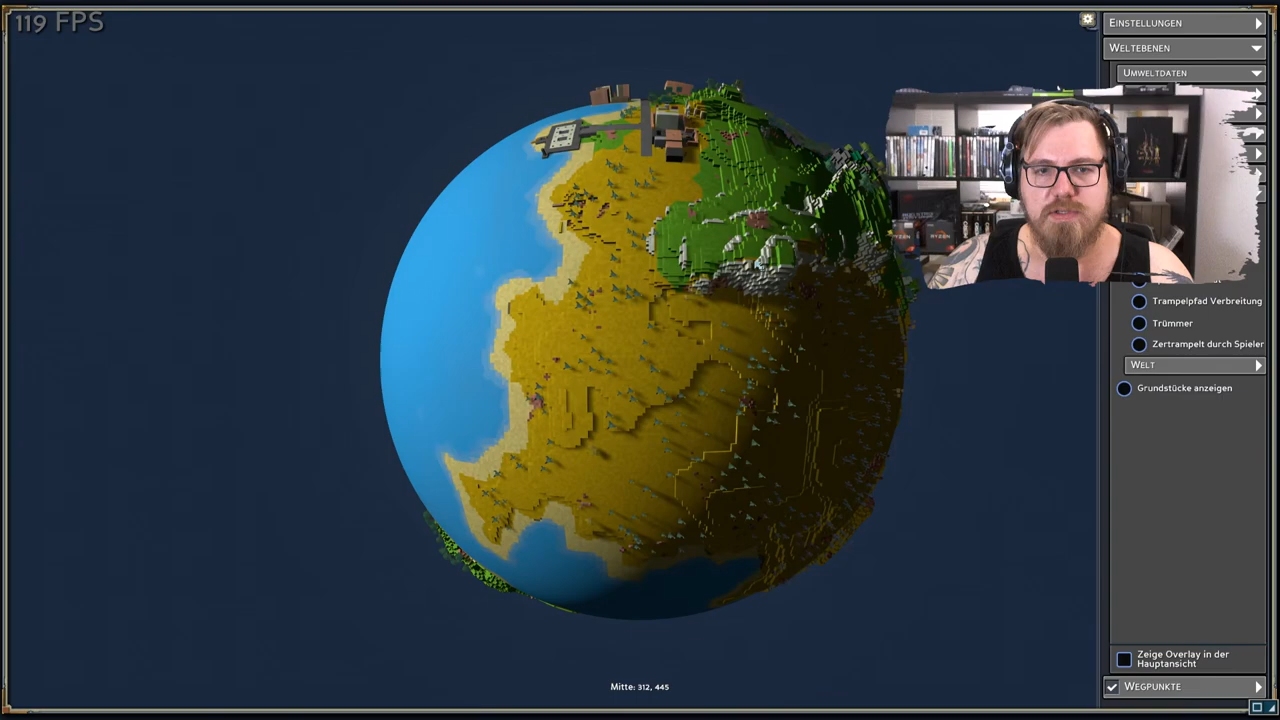 119 FPS
Einstellungen
Weltebenen
Umweltdaten
Trampelpfad Verbreitung
Trümmer
Zertrampelt durch Spieler
Welt
Grundstücke anzeigen
Zeige Overlay in der
Hauptansicht
Mitte: 312, 445
Wegpunkte